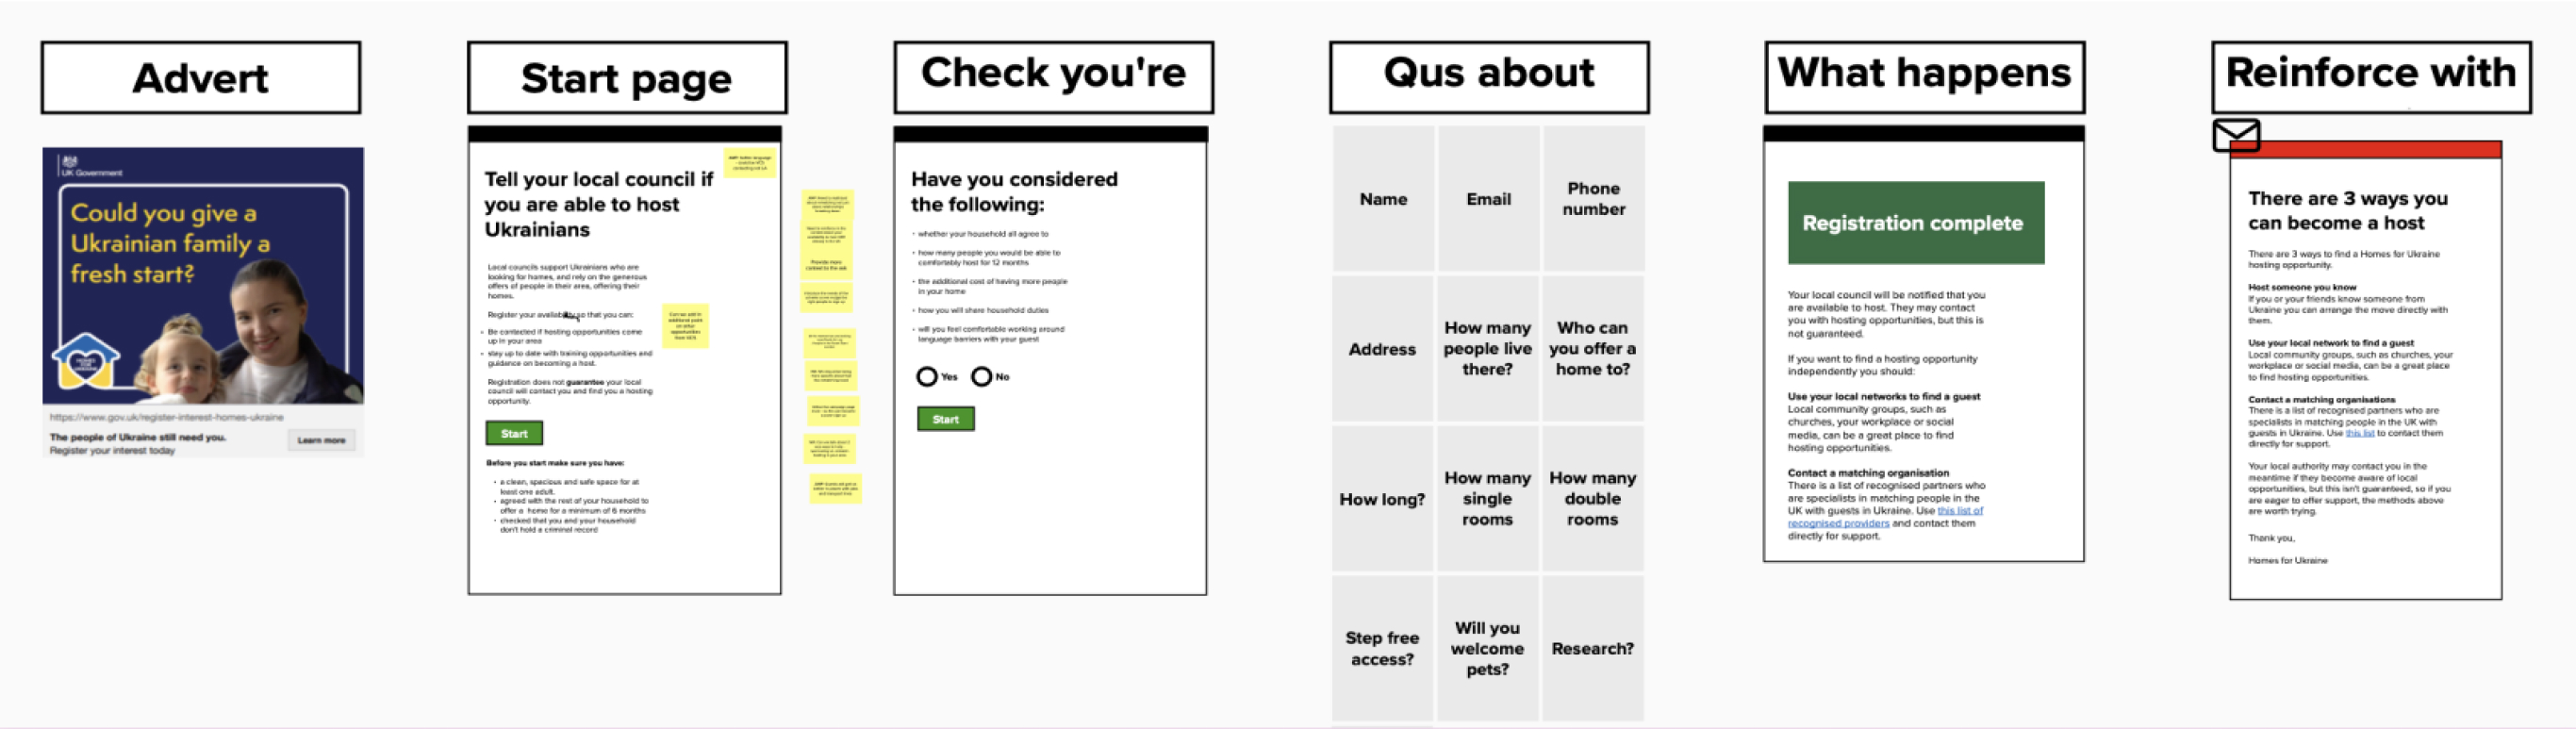 Advert
UK Government
Could you give a
Ukrainian family a
fresh start?
HOMES FOR UKRAINE
https://www.gov.uk/register-interest-homes-ukraine
The people of Ukraine still need you.
Register your interest today
Learn more
Start page
Tell your local council if
you are able to host
Ukrainians
Local councils support Ukrainians who are
looking for homes, and rely on the generous
offers of people in their area, offering their
homes.
Register your availability so that you can:
• Be contacted if hosting opportunities come
up in your area
• stay up to date with training opportunities and
guidance on becoming a host.
Registration does not guarantee your local
council will contact you and find you a hosting
opportunity.
Start
Before you start make sure you have:
• a clean, spacious and safe space for at
least one adult.
• agreed with the rest of your household to
offer a home for a minimum of 6 months
• checked that you and your household
don't hold a criminal record
Can we add in
additional point
on other
opportunities
from VCS
Provide more
context to the ask
Check you're
Have you considered
the following:
• whether your household all agree to
• how many people you would be able to
comfortably host for 12 months
• the additional cost of having more people
in your home
• how you will share household duties
• will you feel comfortable working around
language barriers with your guest
Yes No
Start
Qus about
Name
Email
Phone
number
Address
How many
people live
there?
Who can
you offer a
home to?
How long?
How many
single
rooms
How many
double
rooms
Step free
access?
Will you
welcome
pets?
Research?
What happens
Registration complete
Your local council will be notified that you
are available to host. They may contact
you with hosting opportunities, but this is
not guaranteed.
If you want to find a hosting opportunity
independently you should:
Use your local networks to find a guest
Local community groups, such as
churches, your workplace or social
media, can be a great place to find
hosting opportunities.
Contact a matching organisation
There is a list of recognised partners who
are specialists in matching people in the
UK with guests in Ukraine. Use this list of
recognised providers and contact them
directly for support.
Reinforce with
There are 3 ways you
can become a host
There are 3 ways to find a Homes for Ukraine
hosting opportunity.
Host someone you know
If you or your friends know someone from
Ukraine you can arrange the move directly with
them.
Use your local network to find a guest
Local community groups, such as churches, your
workplace or social media, can be a great place
to find hosting opportunities.
Contact a matching organisations
There is a list of recognised partners who are
specialists in matching people in the UK with
guests in Ukraine. Use this list to contact them
directly for support.
Your local authority may contact you in the
meantime if they become aware of local
opportunities, but this isn't guaranteed, so if you
are eager to offer support, the methods above
are worth trying.
Thank you,
Homes for Ukraine